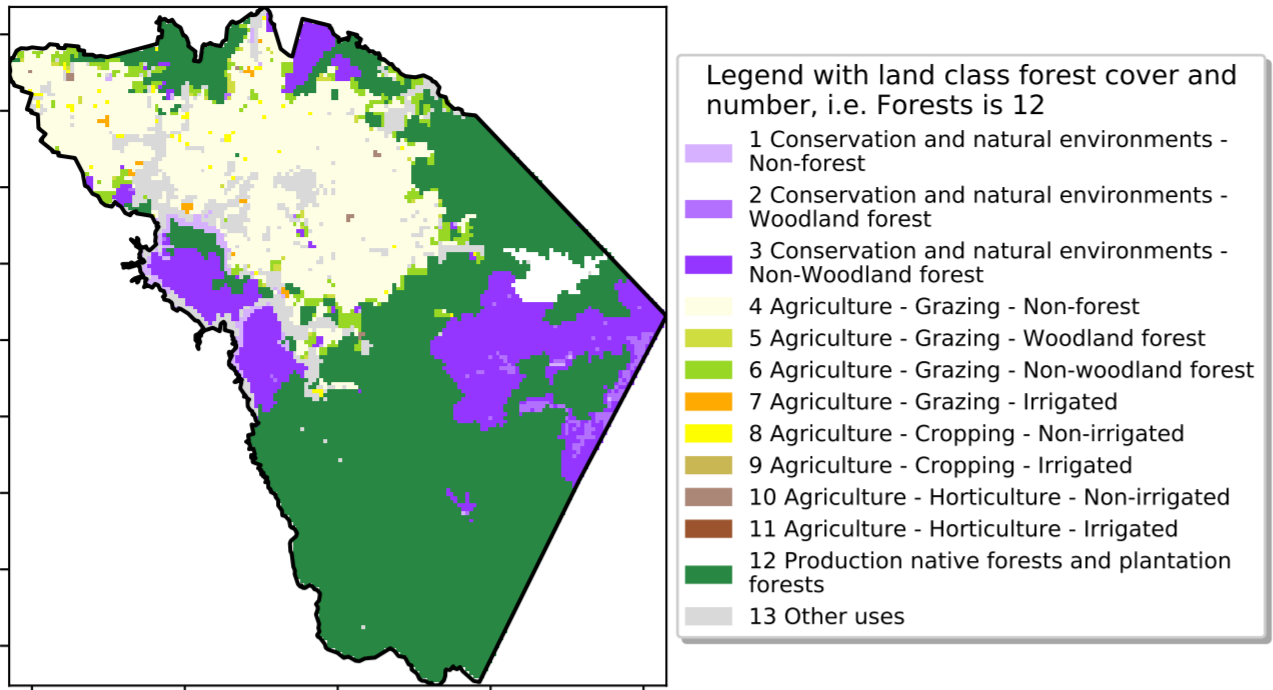 Legend with land class forest cover and
number, i.e. Forests is 12
1 Conservation and natural environments -
Non-forest
2 Conservation and natural environments -
Woodland forest
3 Conservation and natural environments -
Non-Woodland forest
4 Agriculture - Grazing - Non-forest
5 Agriculture - Grazing - Woodland forest
6 Agriculture - Grazing - Non-woodland forest
7 Agriculture - Grazing - Irrigated
8 Agriculture - Cropping - Non-irrigated
9 Agriculture - Cropping - Irrigated
10 Agriculture - Horticulture - Non-irrigated
11 Agriculture - Horticulture - Irrigated
12 Production native forests and plantation
forests
13 Other uses